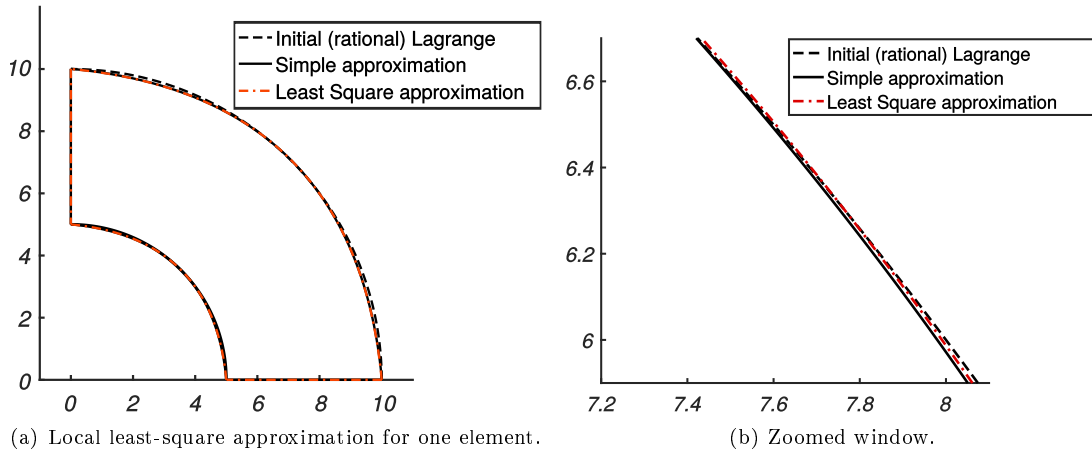 Initial (rational) Lagrange
Simple approximation
Least Square approximation
10
8
6
4
2
0
0 2 4 6 8 10
(a) Local least-square approximation for one element.
Initial (rational) Lagrange
Simple approximation
Least Square approximation
6.6
6.4
6.2
6
7.2 7.4 7.6 7.8 8
(b) Zoomed window.